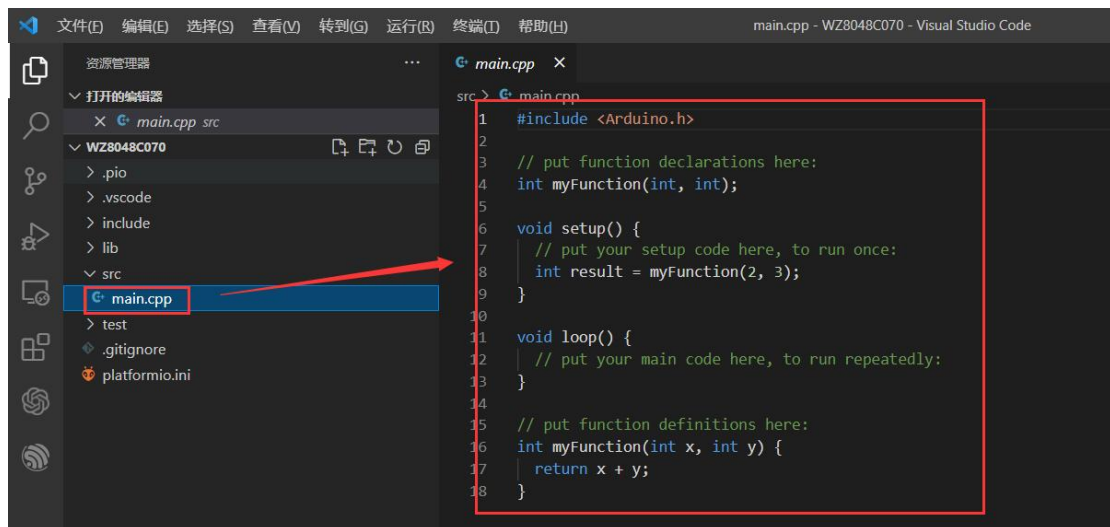 文件(F) 编辑(E) 选择(S) 查看(V) 转到(G) 运行(R) 终端(T) 帮助(H) main.cpp - WZ8048C070 - Visual Studio Code
资源管理器 ···
打开的编辑器
main.cpp src
WZ8048C070
.pio
.vscode
include
lib
src
main.cpp
test
.gitignore
platformio.ini
main.cpp
src > main.cpp
1 #include <Arduino.h>
2
3 // put function declarations here:
4 int myFunction(int, int);
5
6 void setup() {
7   // put your setup code here, to run once:
8   int result = myFunction(2, 3);
9 }
10
11 void loop() {
12   // put your main code here, to run repeatedly:
13 }
14
15 // put function definitions here:
16 int myFunction(int x, int y) {
17   return x + y;
18 }